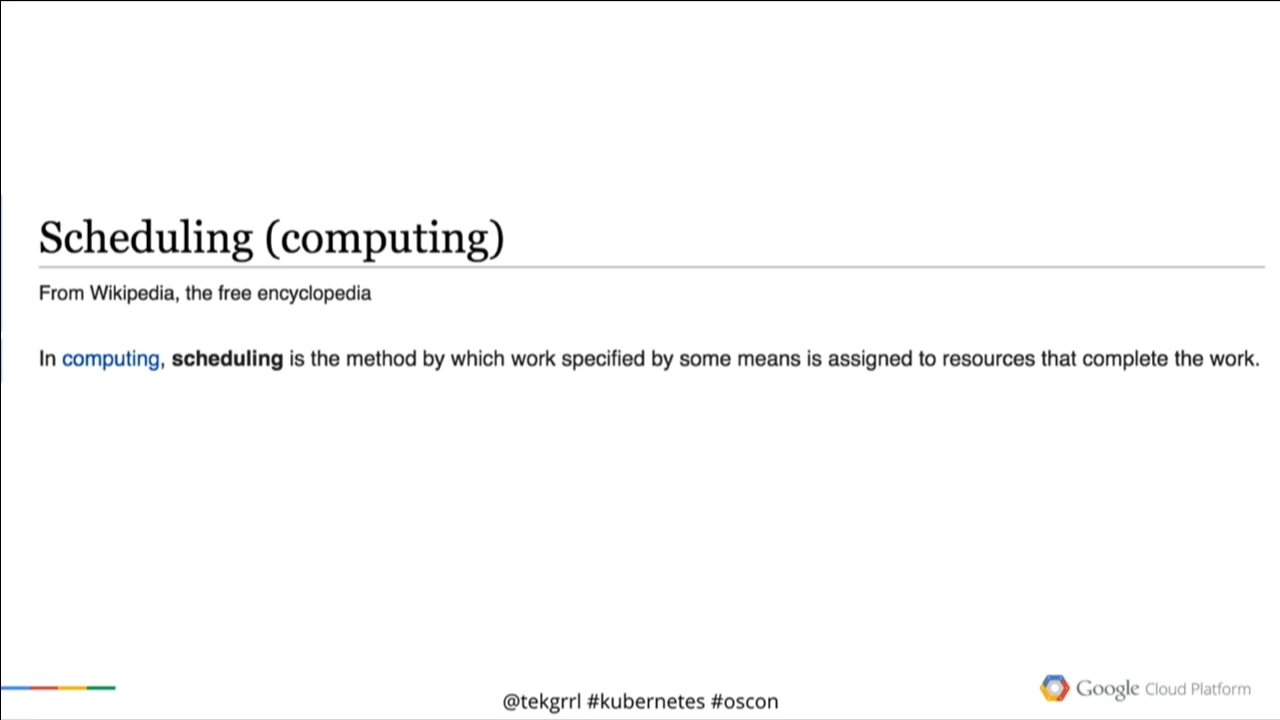 Scheduling (computing)
From Wikipedia, the free encyclopedia
In computing, scheduling is the method by which work specified by some means is assigned to resources that complete the work.
@tekgrrl #kubernetes #oscon
Google Cloud Platform